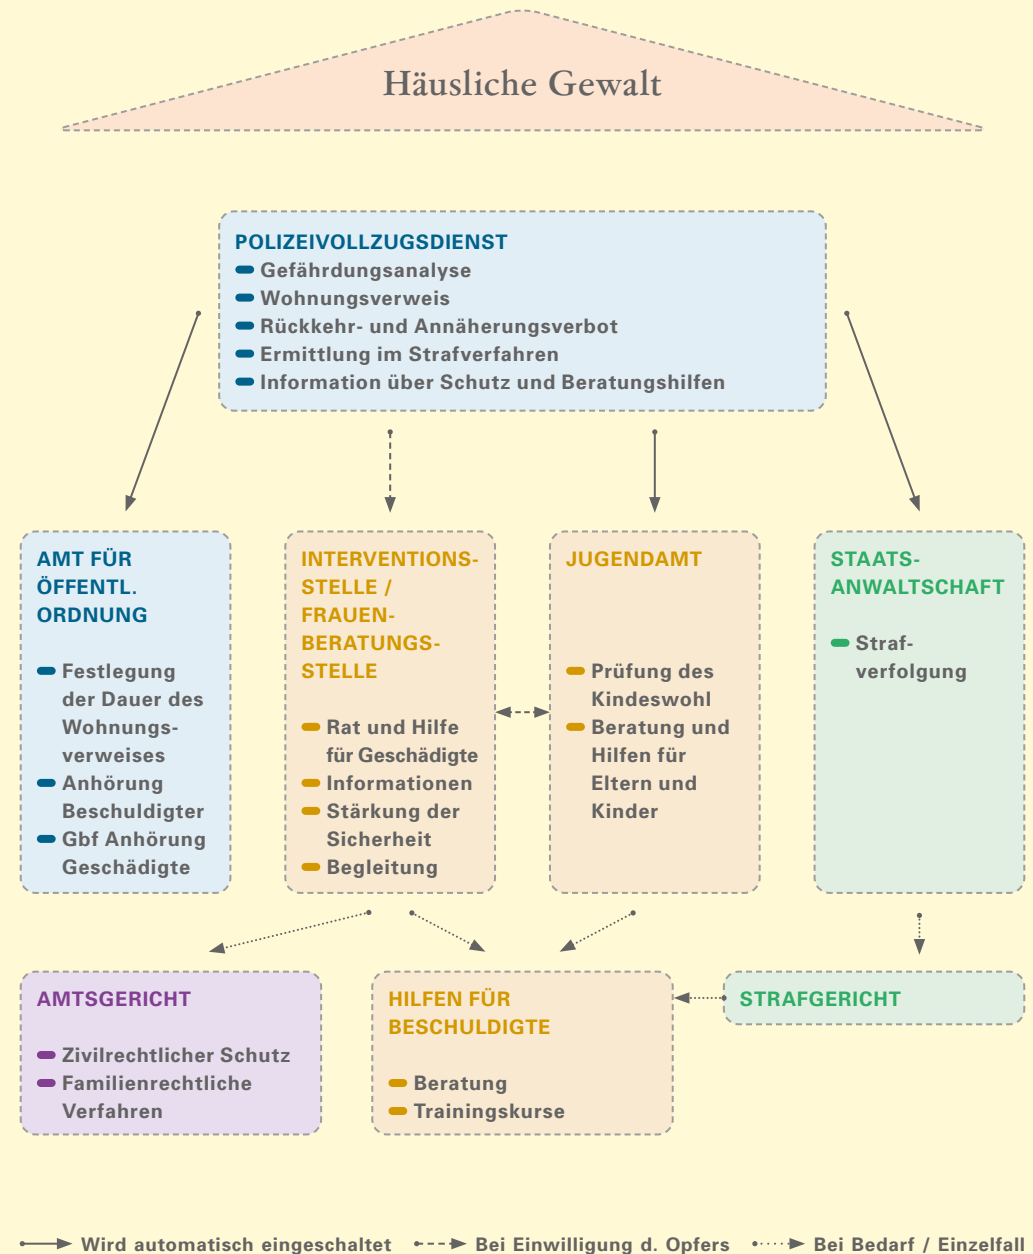 Häusliche Gewalt
POLIZEIVOLLZUGSDIENST
Gefährdungsanalyse
Wohnungsverweis
Rückkehr- und Annäherungsverbot
Ermittlung im Strafverfahren
Information über Schutz und Beratungshilfen
AMT FÜR
ÖFFENTL.
ORDNUNG
Festlegung
der Dauer des
Wohnungs-
verweises
Anhörung
Beschuldigter
Gbf Anhörung
Geschädigte
INTERVENTIONS-
STELLE /
FRAUEN-
BERATUNGS-
STELLE
Rat und Hilfe
für Geschädigte
Informationen
Stärkung der
Sicherheit
Begleitung
JUGENDAMT
Prüfung des
Kindeswohl
Beratung und
Hilfen für
Eltern und
Kinder
STAATS-
ANWALTSCHAFT
Straf-
verfolgung
AMTSGERICHT
Zivilrechtlicher Schutz
Familienrechtliche
Verfahren
HILFEN FÜR
BESCHULDIGTE
Beratung
Trainingskurse
STRAFGERICHT
Wird automatisch eingeschaltet
Bei Einwilligung d. Opfers
Bei Bedarf / Einzelfall